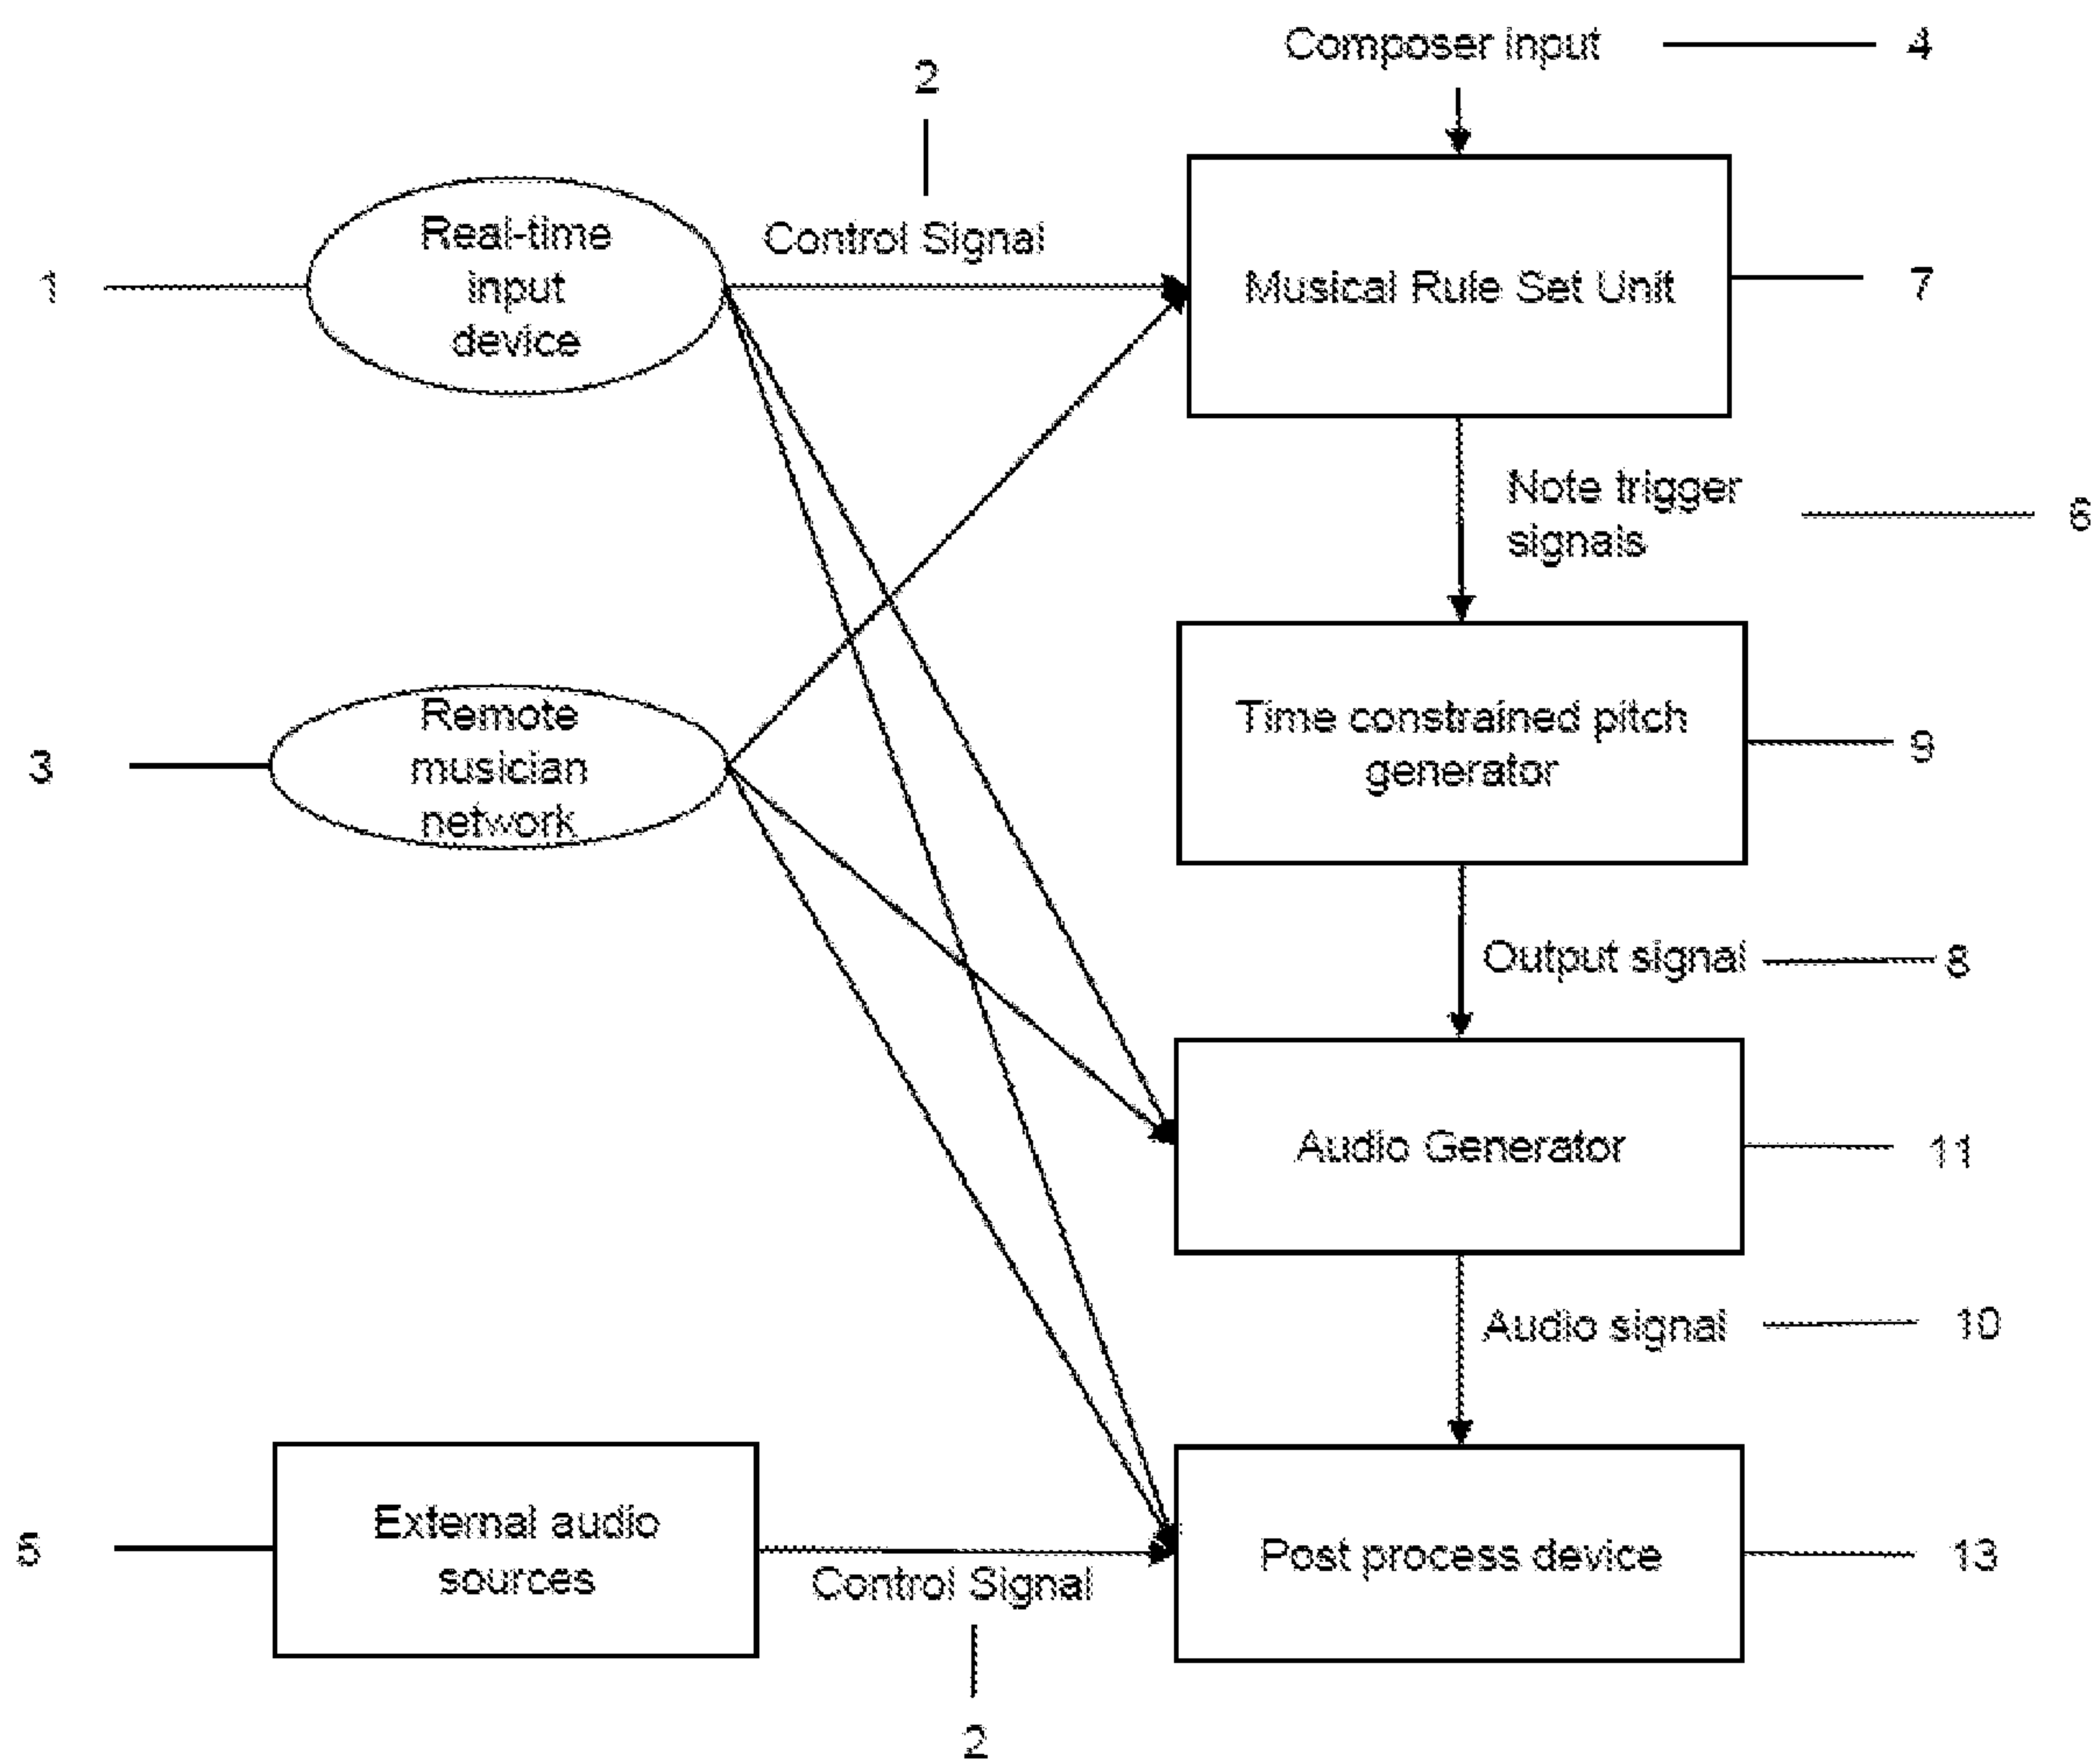 Composer input
4
2
Real-time
input
device
Control Signal
1
Musical Rule Set Unit
7
Note trigger
signals
6
Remote
musician
network
3
Time constrained pitch
generator
9
Output signal
8
Audio Generator
11
Audio signal
10
External audio
sources
5
Control Signal
2
Post process device
13